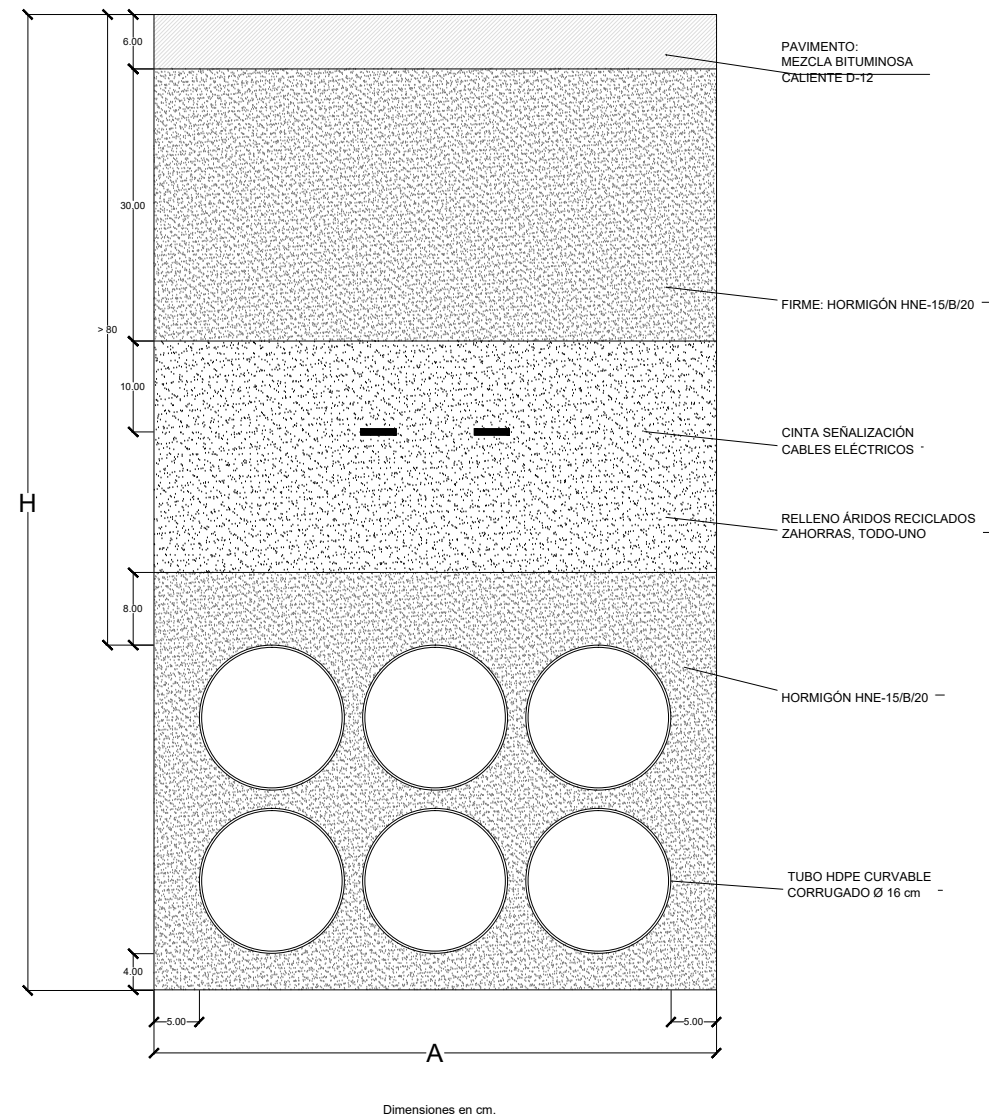 6.00
PAVIMENTO:
MEZCLA BITUMINOSA
CALIENTE D-12
30.00
FIRME: HORMIGÓN HNE-15/B/20
> 80
10.00
CINTA SEÑALIZACIÓN
CABLES ELÉCTRICOS
H
RELLENO ÁRIDOS RECICLADOS
ZAHORRAS, TODO-UNO
8.00
HORMIGÓN HNE-15/B/20
TUBO HDPE CURVABLE
CORRUGADO Ø 16 cm
4.00
5.00
5.00
A
Dimensiones en cm.